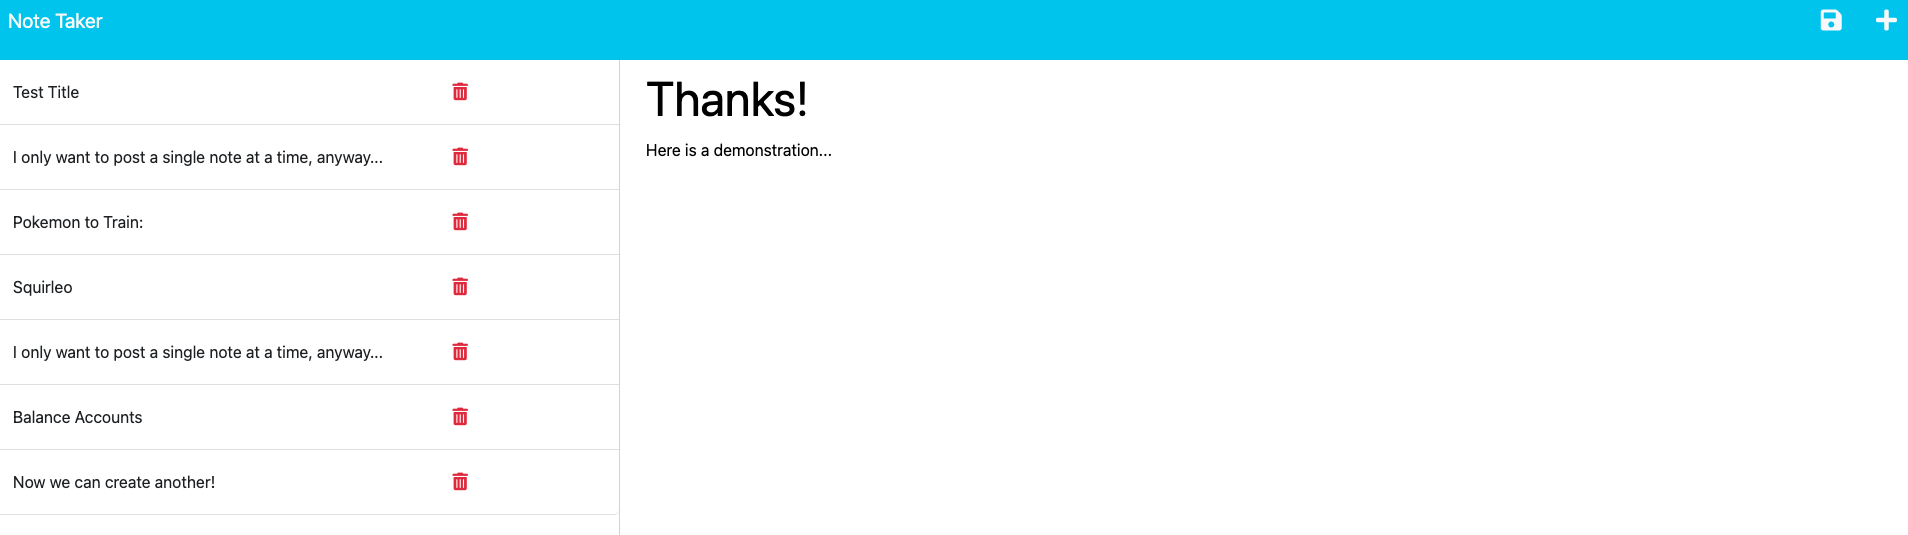 Note Taker
Test Title
I only want to post a single note at a time, anyway...
Pokemon to Train:
Squirleo
I only want to post a single note at a time, anyway...
Balance Accounts
Now we can create another!
Thanks!
Here is a demonstration...